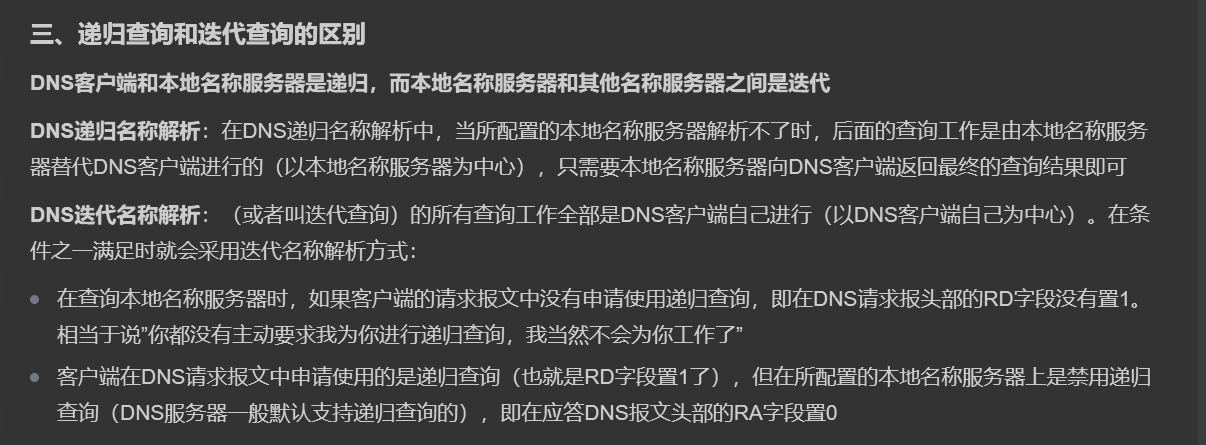 三、递归查询和迭代查询的区别
DNS客户端和本地名称服务器是递归，而本地名称服务器和其他名称服务器之间是迭代
DNS递归名称解析：在DNS递归名称解析中，当所配置的本地名称服务器解析不了时，后面的查询工作是由本地名称服务
器替代DNS客户端进行的（以本地名称服务器为中心），只需要本地名称服务器向DNS客户端返回最终的查询结果即可
DNS迭代名称解析：（或者叫迭代查询）的所有查询工作全部是DNS客户端自己进行（以DNS客户端自己为中心）。在条
件之一满足时就会采用迭代名称解析方式：
在查询本地名称服务器时，如果客户端的请求报文中没有申请使用递归查询，即在DNS请求报头部的RD字段没有置1。
相当于说”你都没有主动要求我为你进行递归查询，我当然不会为你工作了”
客户端在DNS请求报文中申请使用的是递归查询（也就是RD字段置1了），但在所配置的本地名称服务器上是禁用递归
查询（DNS服务器一般默认支持递归查询的），即在应答DNS报文头部的RA字段置0